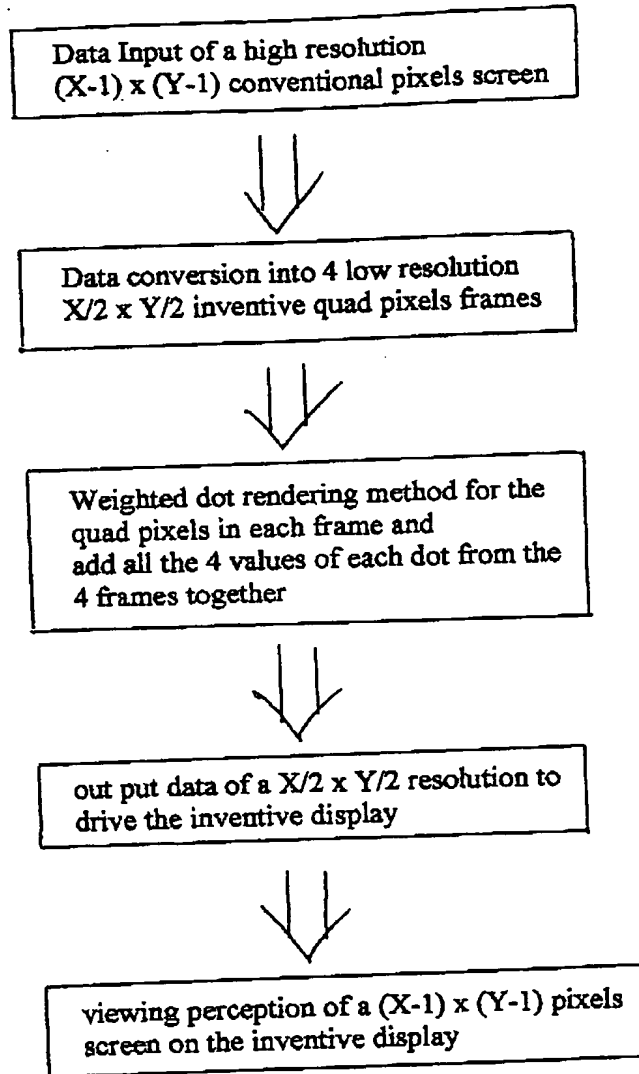 Data Input of a high resolution
(X-1) x (Y-1) conventional pixels screen
Data conversion into 4 low resolution
X/2 x Y/2 inventive quad pixels frames
Weighted dot rendering method for the
quad pixels in each frame and
add all the 4 values of each dot from the
4 frames together
out put data of a X/2 x Y/2 resolution to
drive the inventive display
viewing perception of a (X-1) x (Y-1) pixels
screen on the inventive display